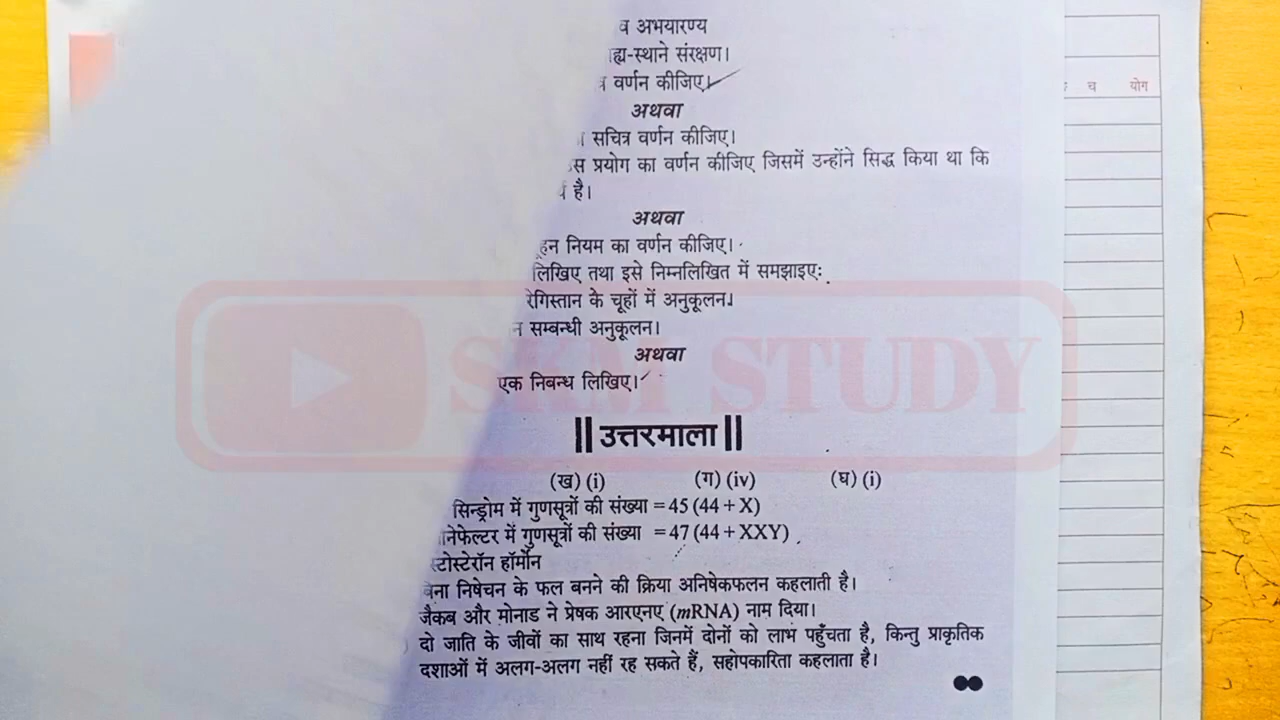 व अभयारण्य
ह्य-स्थाने संरक्षण।
वर्णन कीजिए।
अथवा
सचित्र वर्णन कीजिए।
स प्रयोग का वर्णन कीजिए जिसमें उन्होंने सिद्ध किया था कि
है।
अथवा
नियम का वर्णन कीजिए।
लिखिए तथा इसे निम्नलिखित में समझाइए:
रेगिस्तान के चूहों में अनुकूलन।
न सम्बन्धी अनुकूलन।
अथवा
एक निबन्ध लिखिए।
च योग
SKM STUDY
|| उत्तरमाला ||
(ख) (i) (ग) (iv) (घ) (i)
सिन्ड्रोम में गुणसूत्रों की संख्या = 45 (44 + X)
नेफेल्टर में गुणसूत्रों की संख्या = 47 (44 + XXY)
स्टोस्टेरॉन हॉर्मोन
बिना निषेचन के फल बनने की क्रिया अनिषेकफलन कहलाती है।
जैकब और मोनाड ने प्रेषक आरएनए (mRNA) नाम दिया।
दो जाति के जीवों का साथ रहना जिनमें दोनों को लाभ पहुँचता है, किन्तु प्राकृतिक
दशाओं में अलग-अलग नहीं रह सकते हैं, सहोपकारिता कहलाता है।